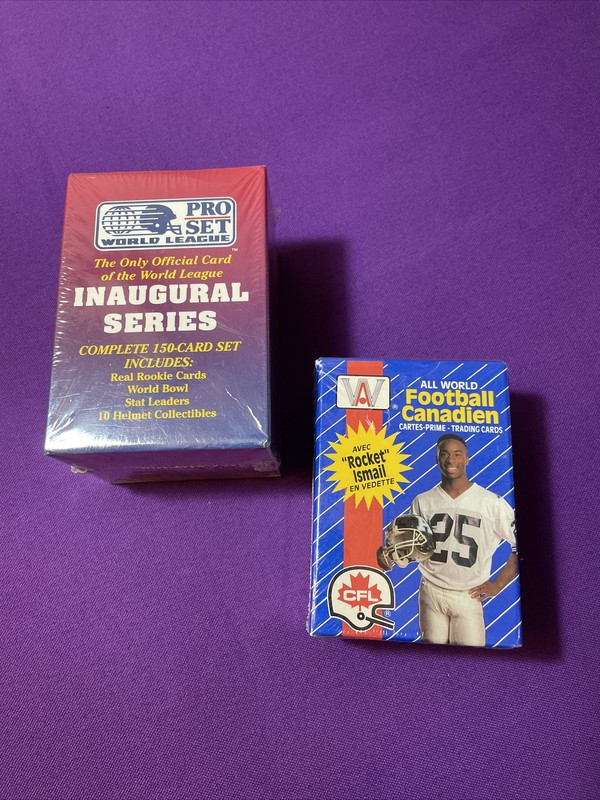 PRO
SET
WORLD LEAGUE
TM
The Only Official Card
of the World League
INAUGURAL
SERIES
COMPLETE 150-CARD SET
INCLUDES:
Real Rookie Cards
World Bowl
Stat Leaders
10 Helmet Collectibles
AW
®
ALL WORLD
Football
Canadien
CARTES-PRIME · TRADING CARDS
AVEC
"Rocket"
Ismail
EN VEDETTE
25
CFL
®